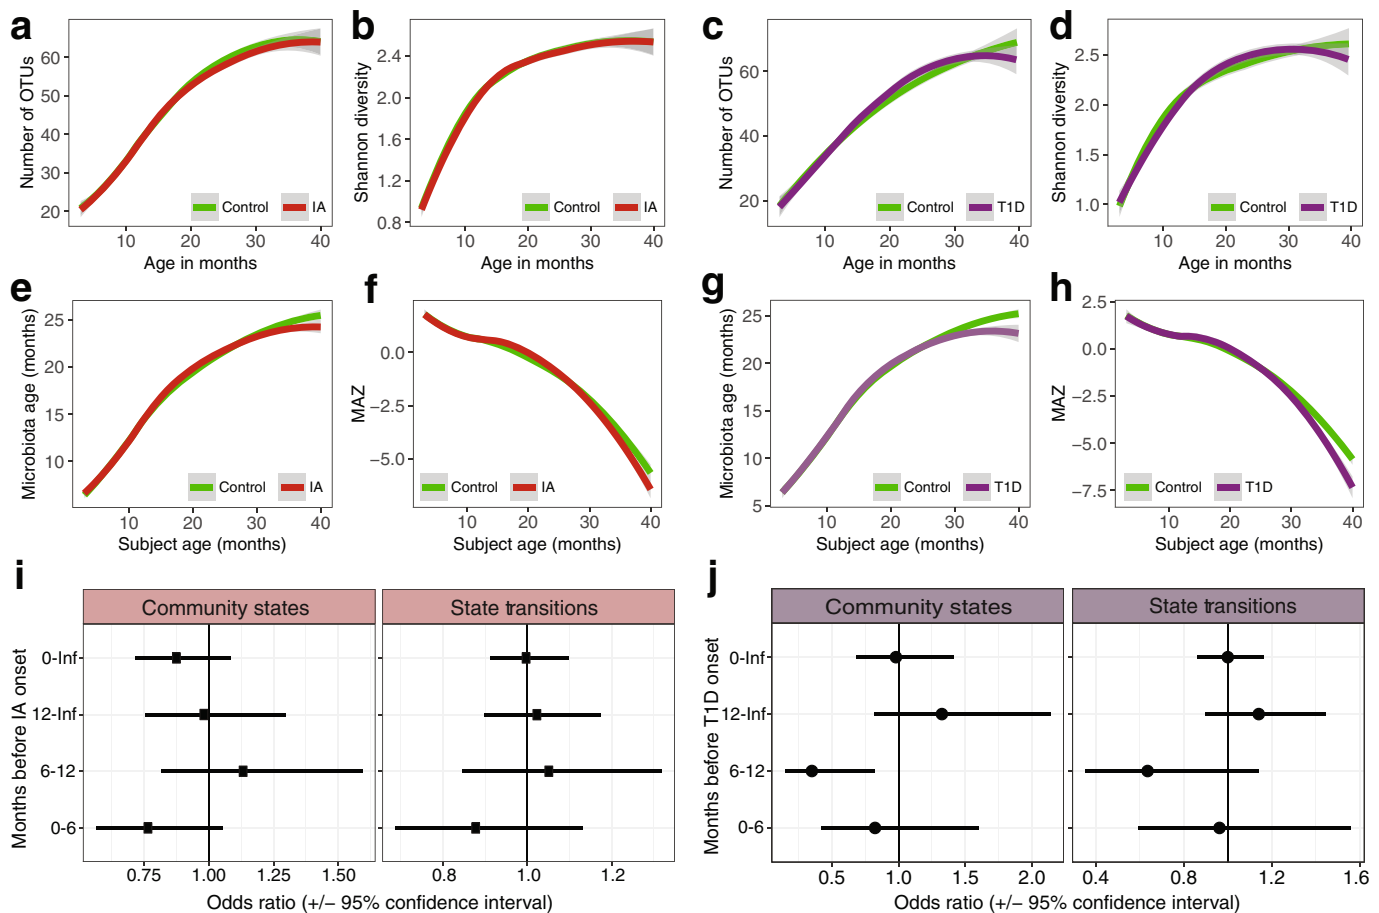 a
Number of OTUs
60
50
40
30
20
Control IA
10 20 30 40
Age in months
b
Shannon diversity
2.4
2.0
1.6
1.2
0.8
Control IA
10 20 30 40
Age in months
c
Number of OTUs
60
40
20
Control T1D
10 20 30 40
Age in months
d
Shannon diversity
2.5
2.0
1.5
1.0
Control T1D
10 20 30 40
Age in months
e
Microbiota age (months)
25
20
15
10
Control IA
10 20 30 40
Subject age (months)
f
MAZ
0.0
−2.5
−5.0
Control IA
10 20 30 40
Subject age (months)
g
Microbiota age (months)
25
20
15
10
5
Control T1D
10 20 30 40
Subject age (months)
h
MAZ
2.5
0.0
−2.5
−5.0
−7.5
Control T1D
10 20 30 40
Subject age (months)
i
Community states State transitions
Months before IA onset
0-Inf
12-Inf
6-12
0-6
0.75 1.00 1.25 1.50 0.8 1.0 1.2
Odds ratio (+/− 95% confidence interval)
j
Community states State transitions
Months before T1D onset
0-Inf
12-Inf
6-12
0-6
0.5 1.0 1.5 2.0 0.4 0.8 1.2 1.6
Odds ratio (+/− 95% confidence interval)